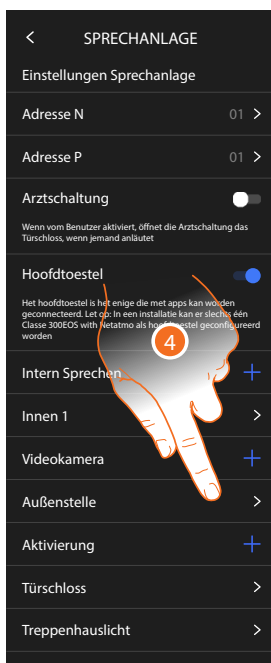 SPRECHANLAGE
Einstellungen Sprechanlage
Adresse N 01
Adresse P 01
Arztschaltung
Wenn vom Benutzer aktiviert, öffnet die Arztschaltung das
Türschloss, wenn jemand anläutet
Hoofdtoestel
Het hoofdtoestel is het enige die met apps kan worden
geconnecteerd. Let op: In een installatie kan er slechts één
Classe 300EOS with Netatmo als hoofdtoestel geconfigureerd
worden
4
Intern Sprechen
Innen 1
Videokamera
Außenstelle
Aktivierung
Türschloss
Treppenhauslicht